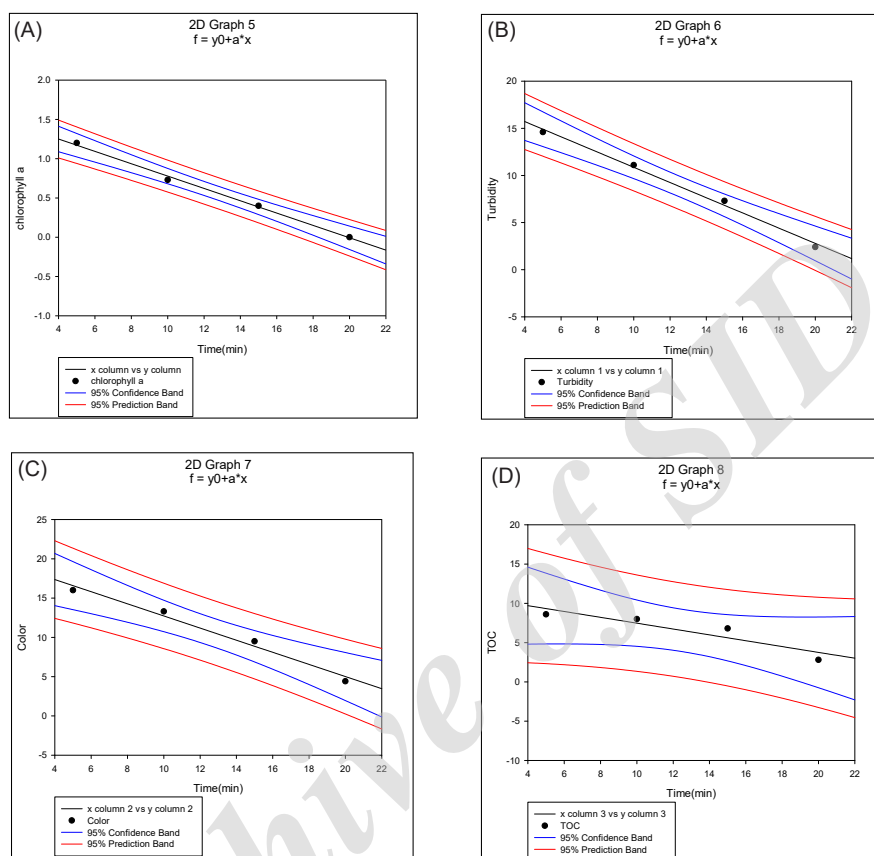 (A)
2D Graph 5
f = y0+a*x
chlorophyll a
2.0
1.5
1.0
0.5
0.0
-0.5
-1.0
4 6 8 10 12 14 16 18 20 22
Time(min)
x column vs y column
chlorophyll a
95% Confidence Band
95% Prediction Band
(B)
2D Graph 6
f = y0+a*x
Turbidity
20
15
10
5
0
-5
4 6 8 10 12 14 16 18 20 22
Time(min)
x column 1 vs y column 1
Turbidity
95% Confidence Band
95% Prediction Band
(C)
2D Graph 7
f = y0+a*x
Color
25
20
15
10
5
0
-5
4 6 8 10 12 14 16 18 20 22
Time(min)
x column 2 vs y column 2
Color
95% Confidence Band
95% Prediction Band
(D)
2D Graph 8
f = y0+a*x
TOC
20
15
10
5
0
-5
-10
4 6 8 10 12 14 16 18 20 22
Time(min)
x column 3 vs y column 3
TOC
95% Confidence Band
95% Prediction Band
hive of SID